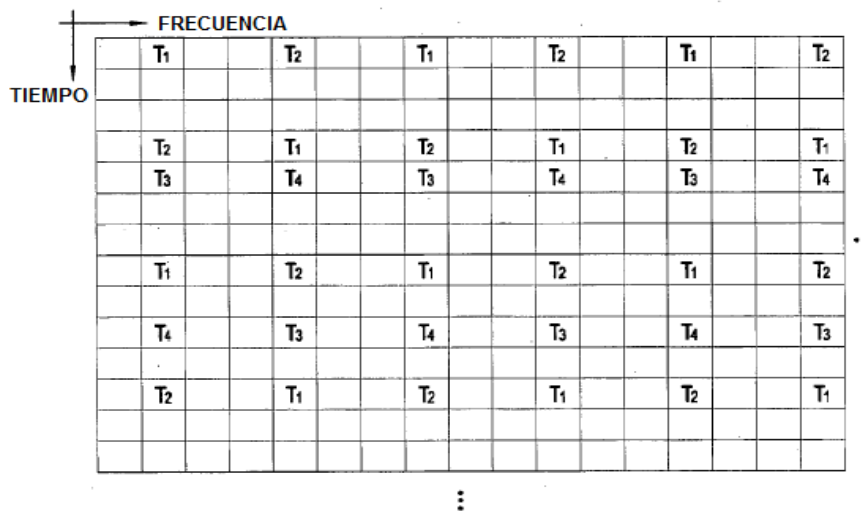 FRECUENCIA
T1 T2 T1 T2 T1 T2
TIEMPO
T2 T1 T2 T1 T2 T1
T3 T4 T3 T4 T3 T4
T1 T2 T1 T2 T1 T2
T4 T3 T4 T3 T4 T3
T2 T1 T2 T1 T2 T1